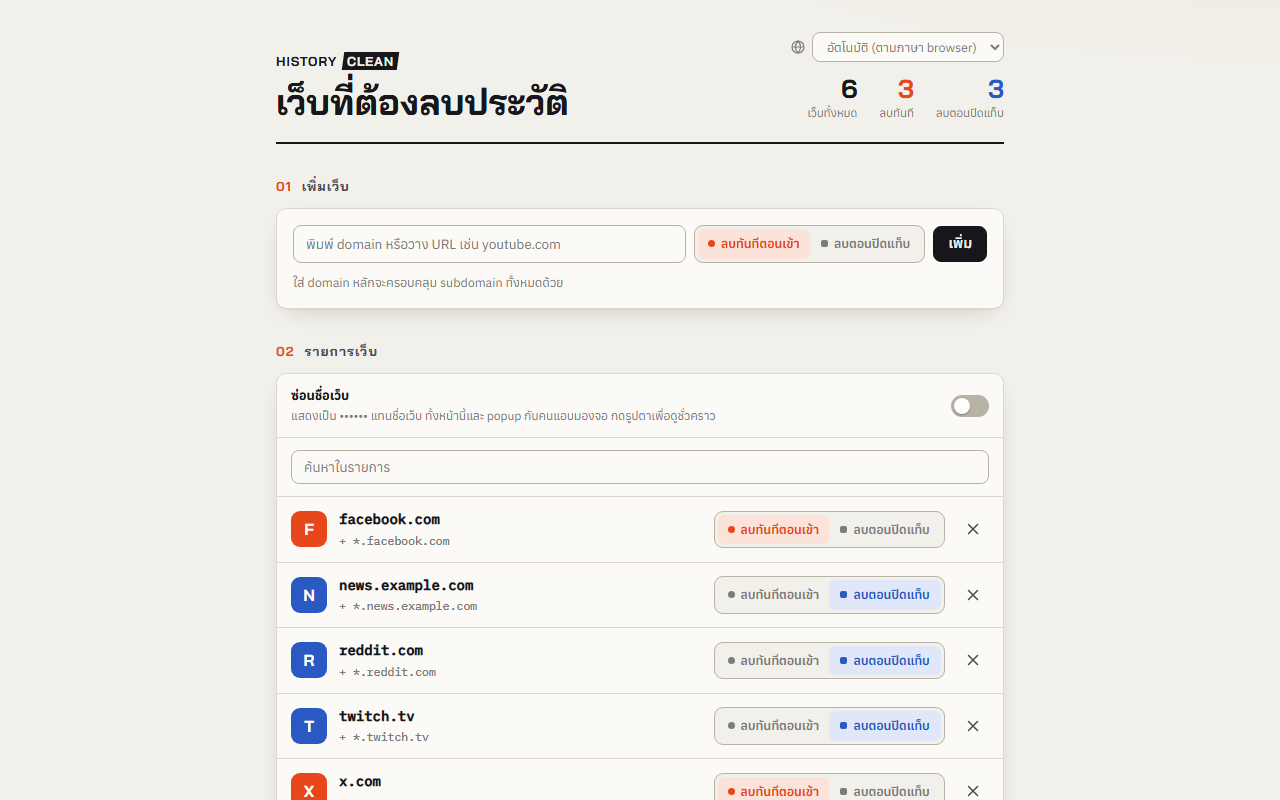 HISTORY CLEAN
เว็บที่ต้องลบประวัติ
อัตโนมัติ (ตามภาษา browser)
6 3 3
เว็บทั้งหมด ลบทันที ลบตอนปิดแท็บ
01 เพิ่มเว็บ
พิมพ์ domain หรือวาง URL เช่น youtube.com ลบทันทีตอนเข้า ลบตอนปิดแท็บ เพิ่ม
ใส่ domain หลักจะครอบคลุม subdomain ทั้งหมดด้วย
02 รายการเว็บ
ซ่อนชื่อเว็บ
แสดงเป็น •••••• แทนชื่อเว็บ ทั้งหน้านี้และ popup กันคนแอบมองจอ กดรูปตาเพื่อดูชั่วคราว
ค้นหาในรายการ
F facebook.com ลบทันทีตอนเข้า ลบตอนปิดแท็บ
+ *.facebook.com
N news.example.com ลบทันทีตอนเข้า ลบตอนปิดแท็บ
+ *.news.example.com
R reddit.com ลบทันทีตอนเข้า ลบตอนปิดแท็บ
+ *.reddit.com
T twitch.tv ลบทันทีตอนเข้า ลบตอนปิดแท็บ
+ *.twitch.tv
X x.com ลบทันทีตอนเข้า ลบตอนปิดแท็บ